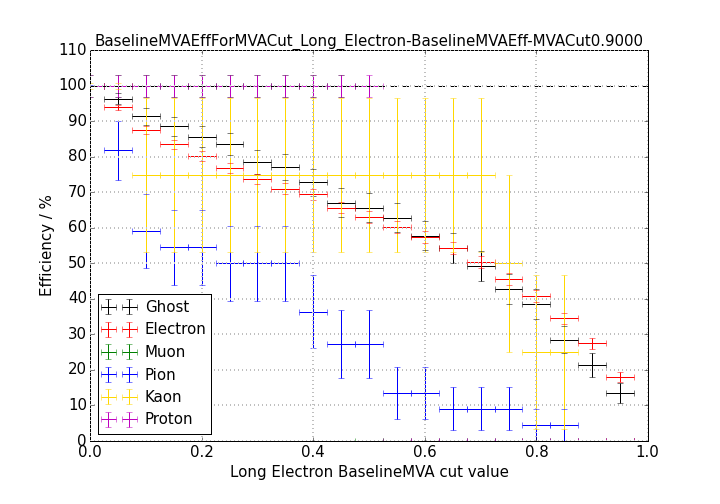 BaselineMVAEffForMVACut_Long_Electron-BaselineMVAEff-MVACut0.9000
110
100
90
80
70
60
50
40
30
20
10
0
Efficiency / %
Ghost
Electron
Muon
Pion
Kaon
Proton
0.0 0.2 0.4 0.6 0.8 1.0
Long Electron BaselineMVA cut value